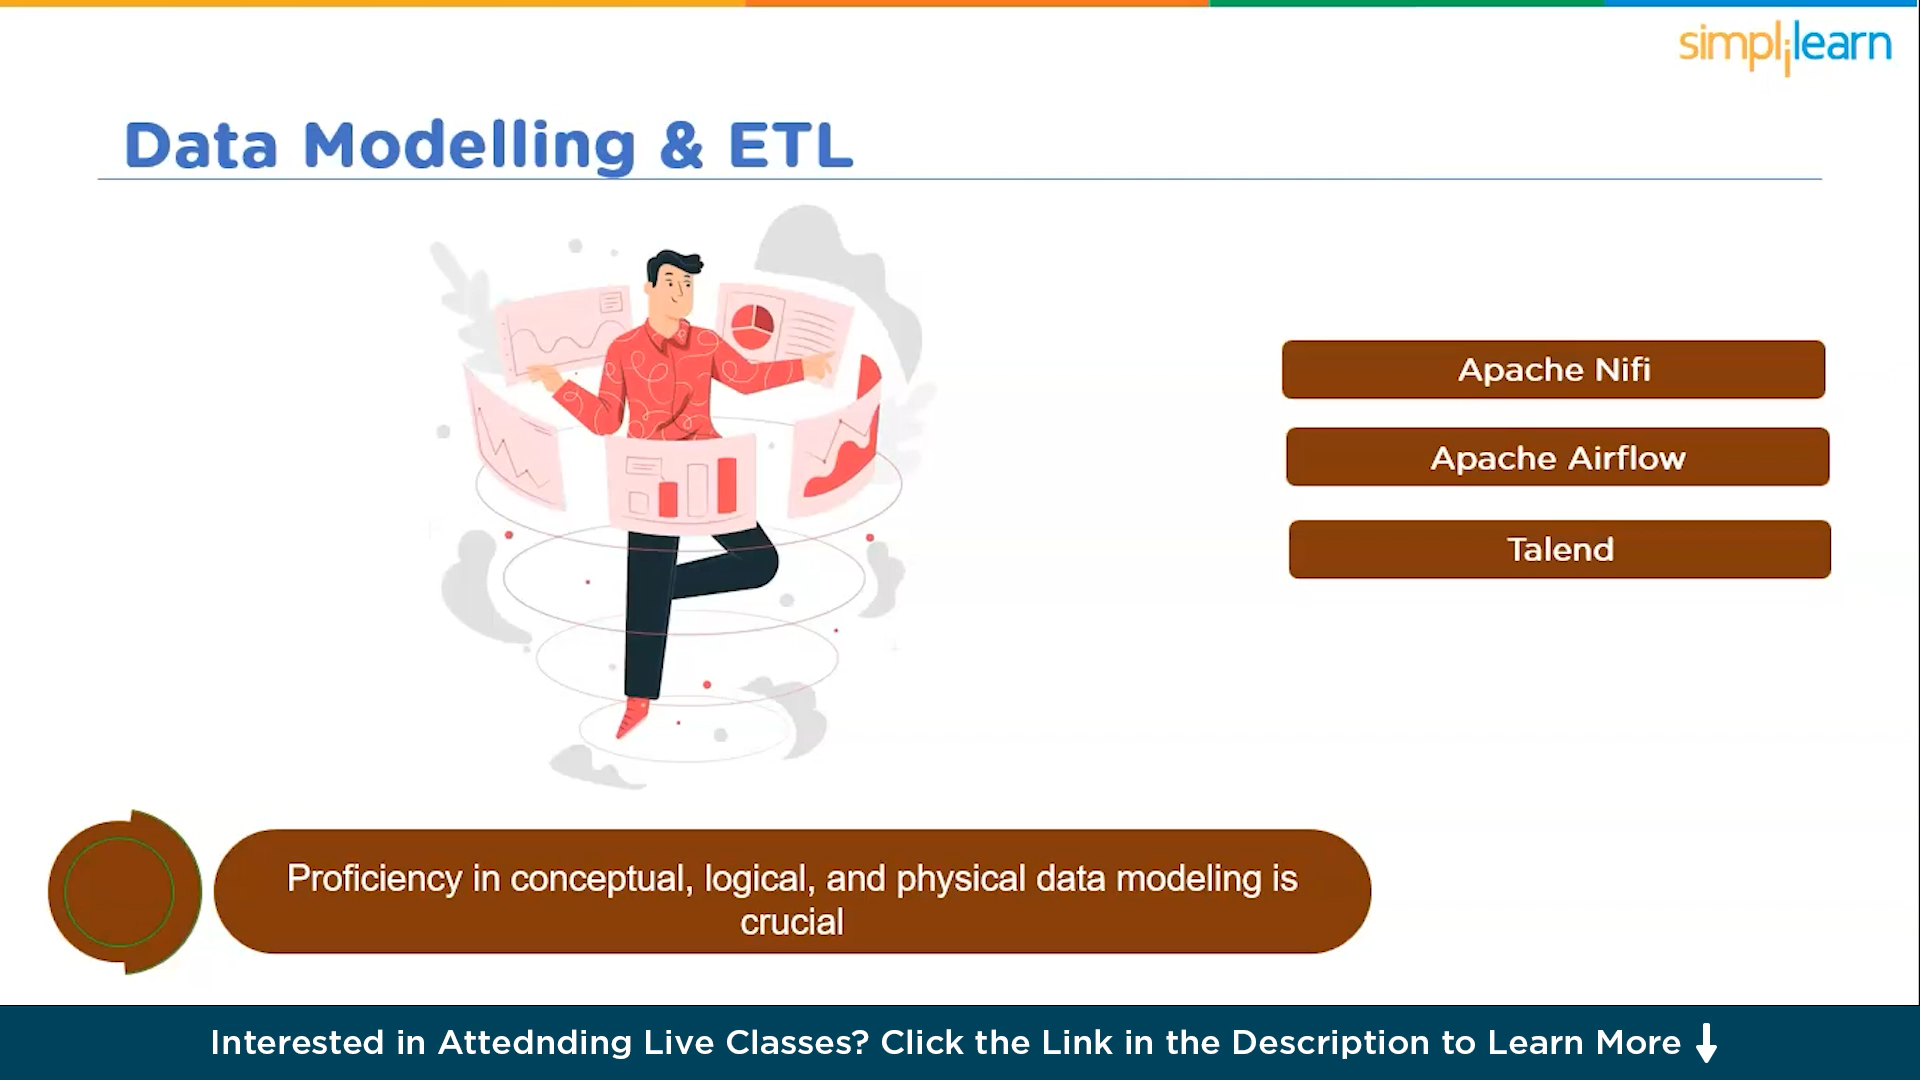 simplilearn
Data Modelling & ETL
Apache Nifi
Apache Airflow
Talend
Proficiency in conceptual, logical, and physical data modeling is
crucial
Interested in Attednding Live Classes? Click the Link in the Description to Learn More